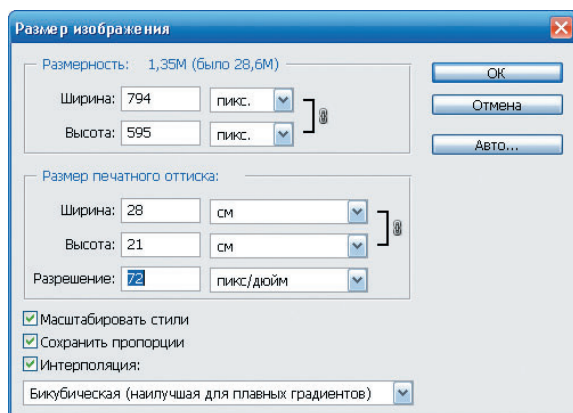 Размер изображения
Размерность: 1,35М (было 28,6М)
Ширина: 794 пикс.
Высота: 595 пикс.
ОК
Отмена
Авто...
Размер печатного оттиска:
Ширина: 28 см
Высота: 21 см
Разрешение: 72 пикс/дюйм
Масштабировать стили
Сохранить пропорции
Интерполяция:
Бикубическая (наилучшая для плавных градиентов)